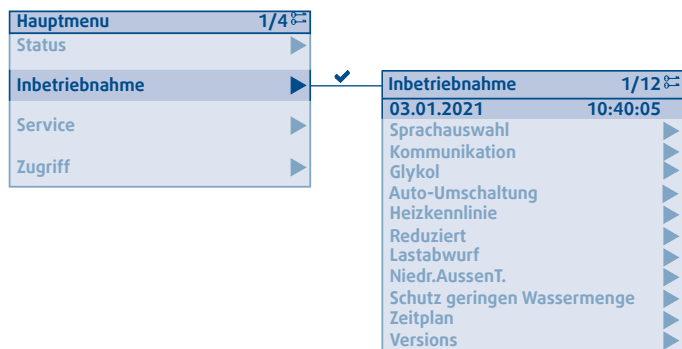 Hauptmenu 1/4
Status
Inbetriebnahme
Service
Zugriff
Inbetriebnahme 1/12
03.01.2021 10:40:05
Sprachauswahl
Kommunikation
Glykol
Auto-Umschaltung
Heizkennlinie
Reduziert
Lastabwurf
Niedr.AussenT.
Schutz geringen Wassermenge
Zeitplan
Versions